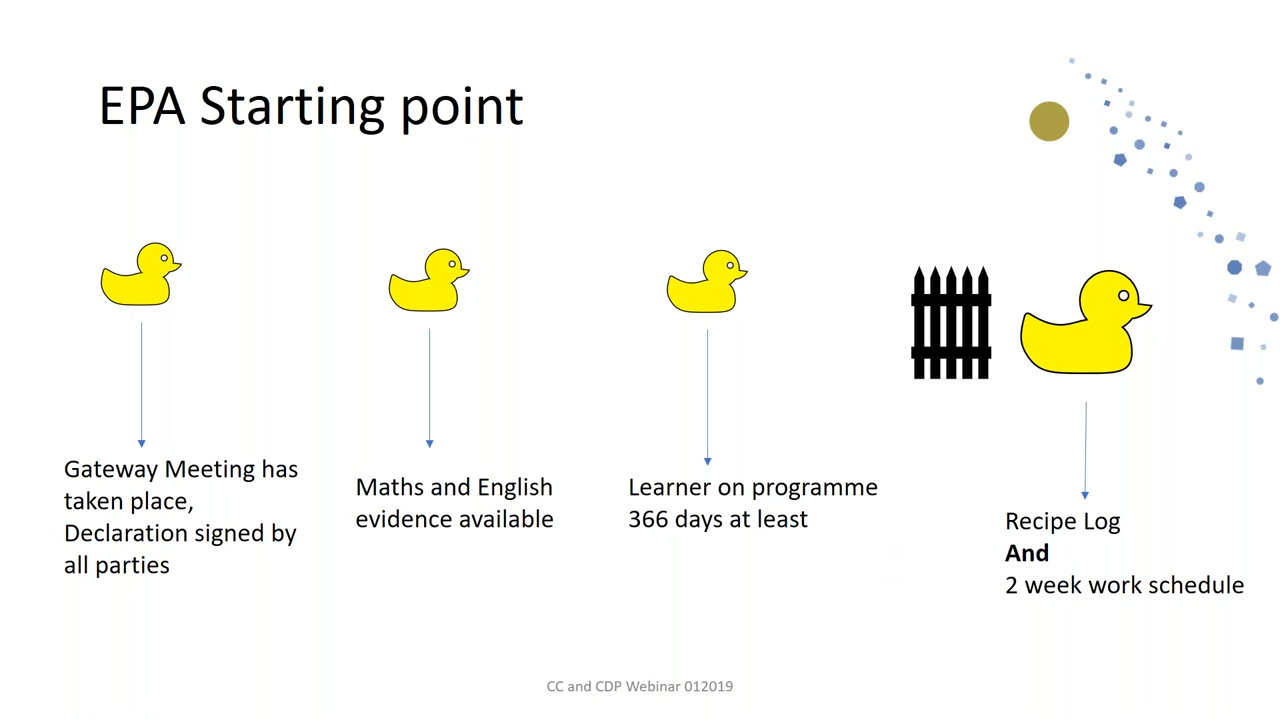 EPA Starting point
Gateway Meeting has
taken place,
Declaration signed by
all parties
Maths and English
evidence available
Learner on programme
366 days at least
Recipe Log
And
2 week work schedule
CC and CDP Webinar 012019